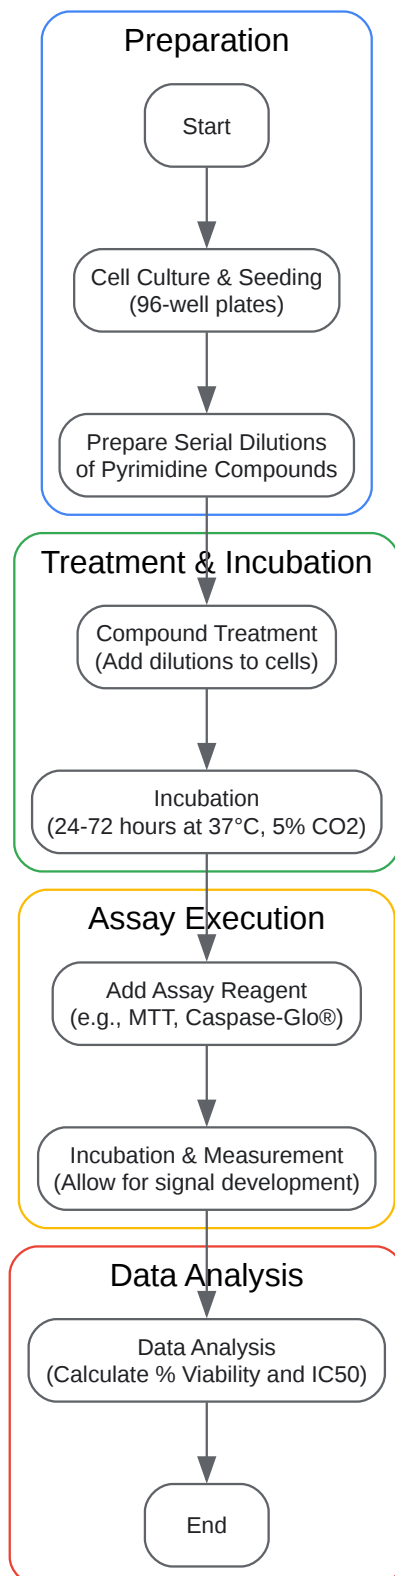 Preparation
Start
Cell Culture & Seeding
(96-well plates)
Prepare Serial Dilutions
of Pyrimidine Compounds
Treatment & Incubation
Compound Treatment
(Add dilutions to cells)
Incubation
(24-72 hours at 37°C, 5% CO2)
Assay Execution
Add Assay Reagent
(e.g., MTT, Caspase-Glo®)
Incubation & Measurement
(Allow for signal development)
Data Analysis
Data Analysis
(Calculate % Viability and IC50)
End